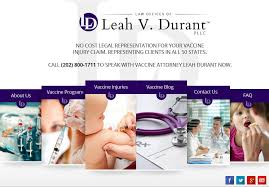 LAW OFFICES OF
LD Leah V. Durant PLLC
NO COST LEGAL REPRESENTATION FOR YOUR VACCINE
INJURY CLAIM. REPRESENTING CLIENTS IN ALL 50 STATES.
CALL (202) 800-1711 TO SPEAK WITH VACCINE ATTORNEY LEAH DURANT NOW.
About Us
Vaccine Program
Vaccine Injuries
Vaccine Blog
Contact Us
FAQ